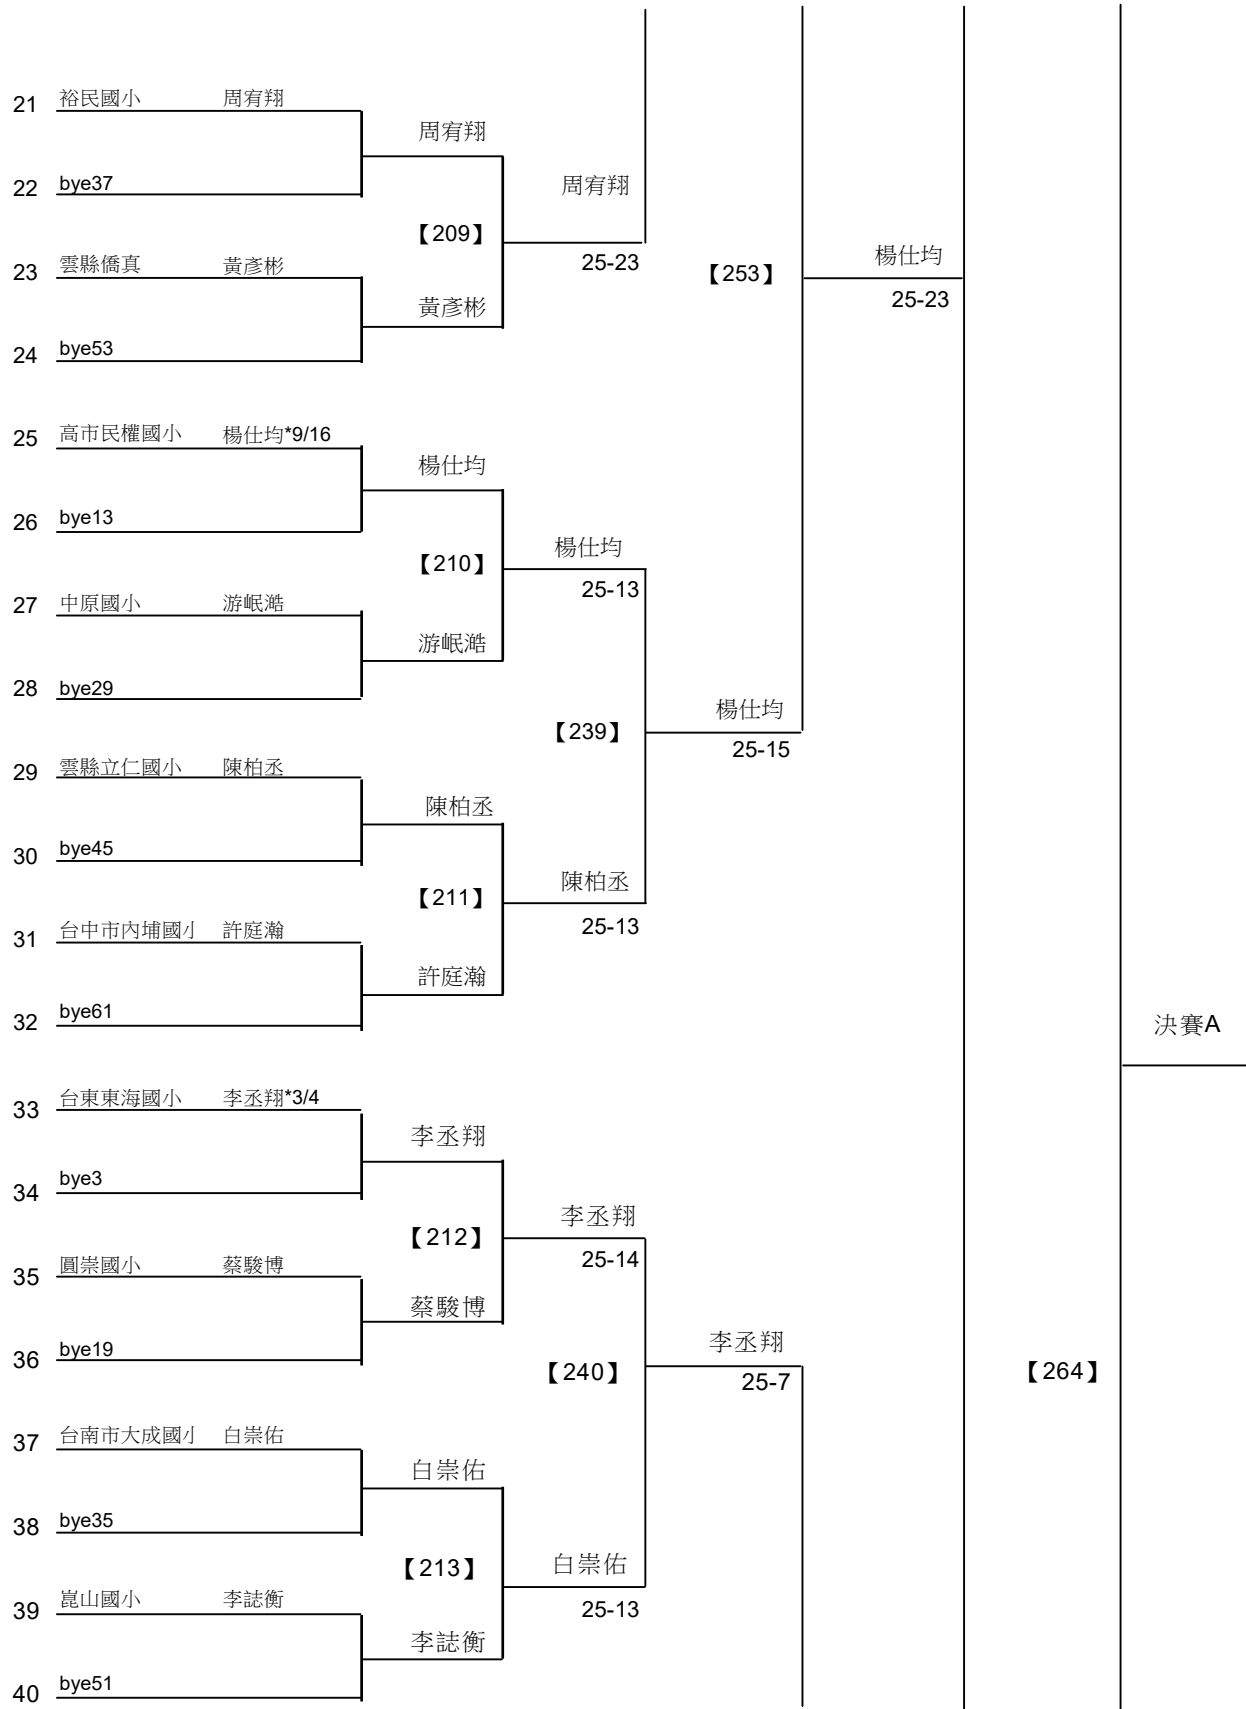 21 裕民國小 周宥翔
周宥翔
22 bye37
周宥翔
【209】
25-23
23 雲縣僑真 黃彥彬
【253】
楊仕均
25-23
黃彥彬
24 bye53
25 高市民權國小 楊仕均*9/16
楊仕均
26 bye13
楊仕均
【210】
25-13
27 中原國小 游岷澔
游岷澔
28 bye29
楊仕均
【239】
25-15
29 雲縣立仁國小 陳柏丞
陳柏丞
30 bye45
陳柏丞
【211】
25-13
31 台中市內埔國小 許庭瀚
許庭瀚
32 bye61
決賽A
33 台東東海國小 李丞翔*3/4
李丞翔
34 bye3
李丞翔
【212】
25-14
35 圓崇國小 蔡駿博
蔡駿博
36 bye19
李丞翔
【240】
25-7
【264】
37 台南市大成國小 白崇佑
白崇佑
38 bye35
【213】
白崇佑
25-13
39 崑山國小 李誌衡
李誌衡
40 bye51